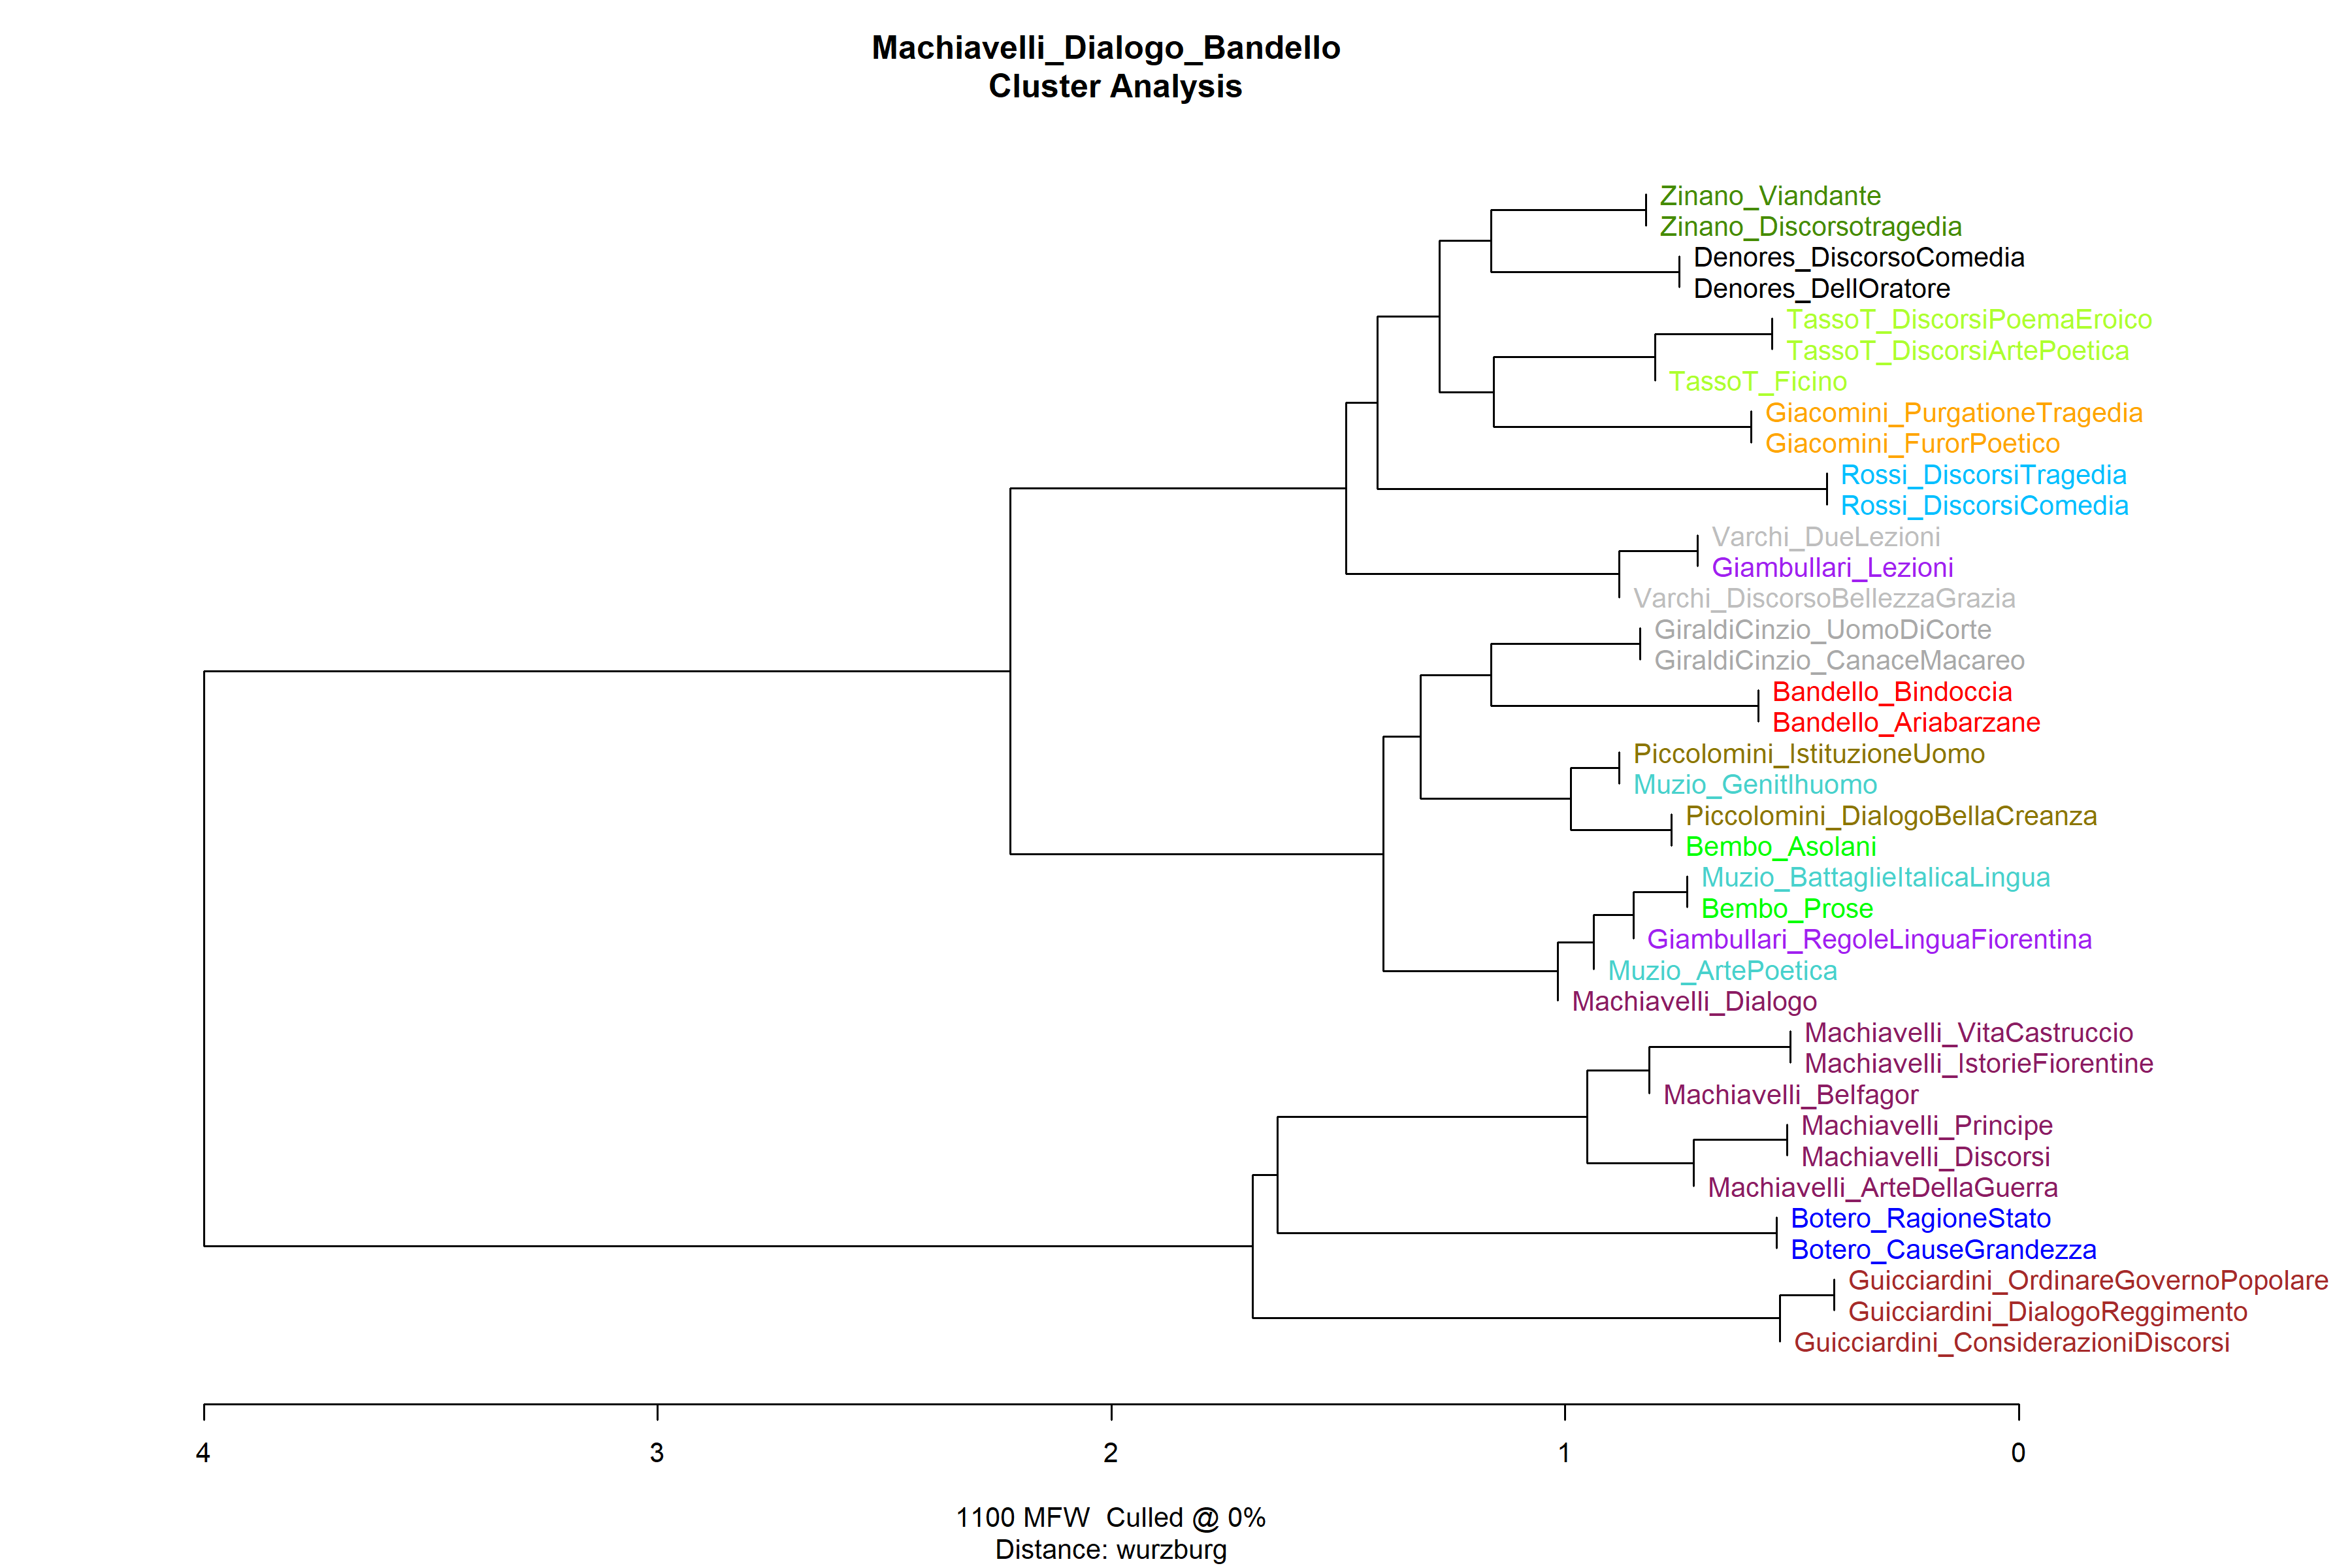 Machiavelli_Dialogo_Bandello
Cluster Analysis
Zinano_Viandante
Zinano_Discorsotragedia
Denores_DiscorsoComedia
Denores_DellOratore
TassoT_DiscorsiPoemaEroico
TassoT_DiscorsiArtePoetica
TassoT_Ficino
Giacomini_PurgationeTragedia
Giacomini_FurorPoetico
Rossi_DiscorsiTragedia
Rossi_DiscorsiComedia
Varchi_DueLezioni
Giambullari_Lezioni
Varchi_DiscorsoBellezzaGrazia
GiraldiCinzio_UomoDiCorte
GiraldiCinzio_CanaceMacareo
Bandello_Bindoccia
Bandello_Ariabarzane
Piccolomini_IstituzioneUomo
Muzio_Genitlhuomo
Piccolomini_DialogoBellaCreanza
Bembo_Asolani
Muzio_BattaglieItalicaLingua
Bembo_Prose
Giambullari_RegoleLinguaFiorentina
Muzio_ArtePoetica
Machiavelli_Dialogo
Machiavelli_VitaCastruccio
Machiavelli_IstorieFiorentine
Machiavelli_Belfagor
Machiavelli_Principe
Machiavelli_Discorsi
Machiavelli_ArteDellaGuerra
Botero_RagioneStato
Botero_CauseGrandezza
Guicciardini_OrdinareGovernoPopolare
Guicciardini_DialogoReggimento
Guicciardini_ConsiderazioniDiscorsi
4 3 2 1 0
1100 MFW  Culled @ 0%
Distance: wurzburg